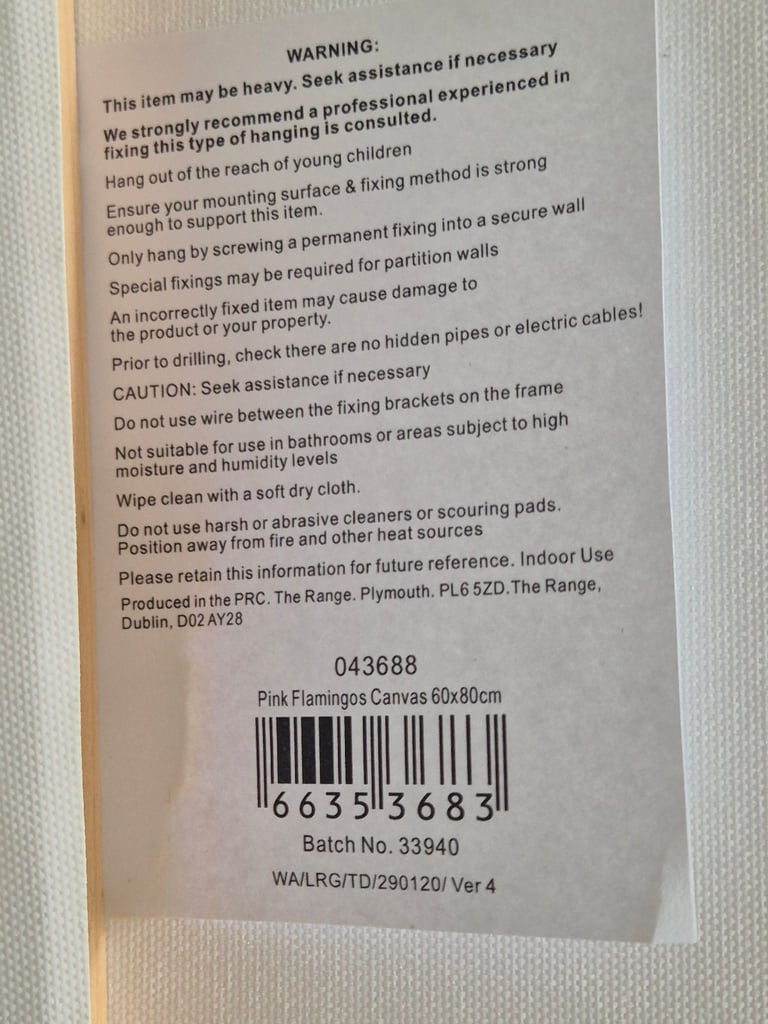 WARNING:
This item may be heavy. Seek assistance if necessary
We strongly recommend a professional experienced in
fixing this type of hanging is consulted.
Hang out of the reach of young children
Ensure your mounting surface & fixing method is strong
enough to support this item.
Only hang by screwing a permanent fixing into a secure wall
Special fixings may be required for partition walls
An incorrectly fixed item may cause damage to
the product or your property.
Prior to drilling, check there are no hidden pipes or electric cables!
CAUTION: Seek assistance if necessary
Do not use wire between the fixing brackets on the frame
Not suitable for use in bathrooms or areas subject to high
moisture and humidity levels
Wipe clean with a soft dry cloth.
Do not use harsh or abrasive cleaners or scouring pads.
Position away from fire and other heat sources
Please retain this information for future reference. Indoor Use
Produced in the PRC. The Range. Plymouth. PL6 5ZD. The Range,
Dublin, D02 AY28
043688
Pink Flamingos Canvas 60x80cm
6635 3683
Batch No. 33940
WA/LRG/TD/290120/ Ver 4